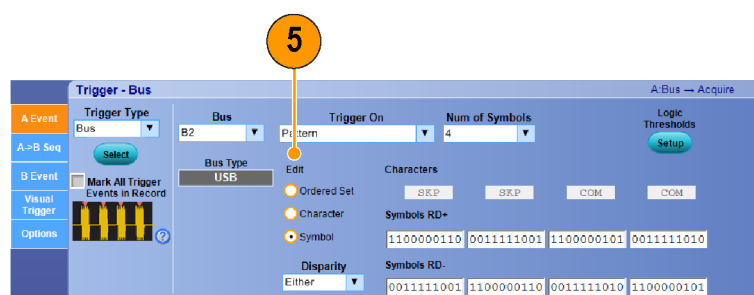 5
Trigger - Bus
A:Bus → Acquire
A Event
A->B Seq
B Event
Visual
Trigger
Options
Trigger Type
Bus
Select
Mark All Trigger
Events in Record
Bus
B2
Bus Type
USB
Trigger On
Pattern
Num of Symbols
4
Logic
Thresholds
Setup
Edit
Ordered Set
Character
Symbol
Disparity
Either
Characters
SKP SKP COM COM
Symbols RD+
1100000110 0011111001 1100000101 0011111010
Symbols RD-
0011111001 1100000110 0011111010 1100000101